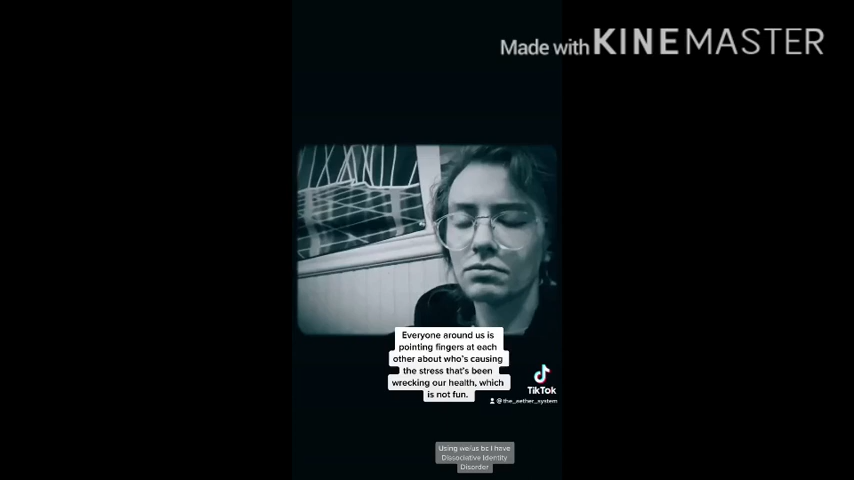 Made with KINEMASTER
Everyone around us is
pointing fingers at each
other about who's causing
the stress that's been
wrecking our health, which
is not fun.
TikTok
@the_aether_system
Using we/us bc I have
Dissociative Identity
Disorder